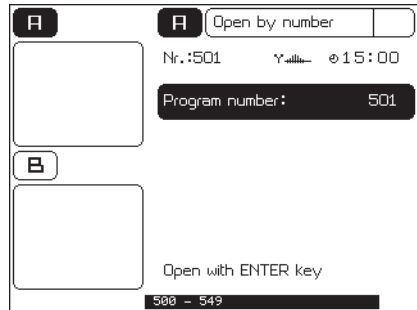 A
A Open by number
Nr.:501 15:00
Program number: 501
B
Open with ENTER key
500 - 549